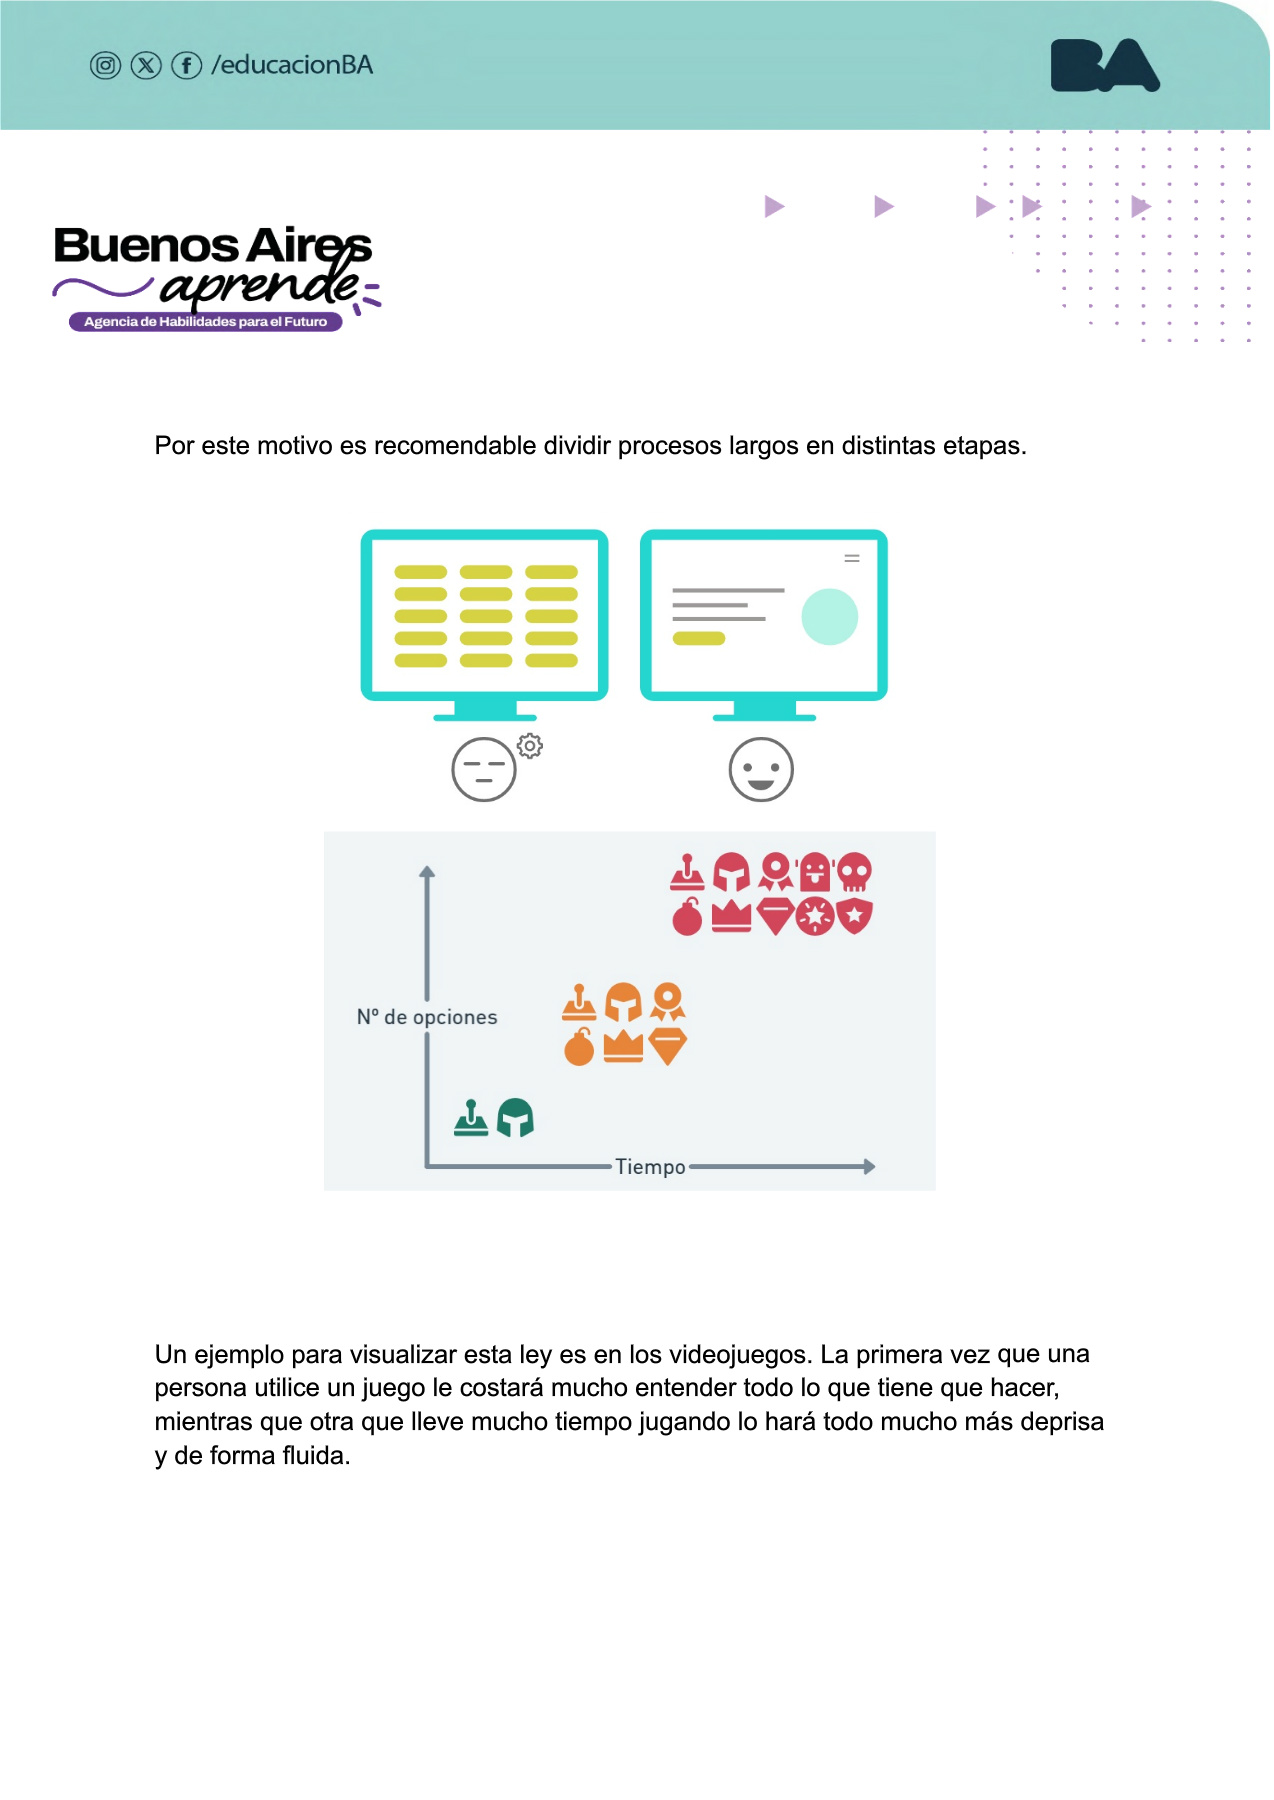 /educacionBA
BA
Buenos Aires
aprende
Agencia de Habilidades para el Futuro
Por este motivo es recomendable dividir procesos largos en distintas etapas.
Nº de opciones
Tiempo
Un ejemplo para visualizar esta ley es en los videojuegos. La primera vez que una
persona utilice un juego le costará mucho entender todo lo que tiene que hacer,
mientras que otra que lleve mucho tiempo jugando lo hará todo mucho más deprisa
y de forma fluida.